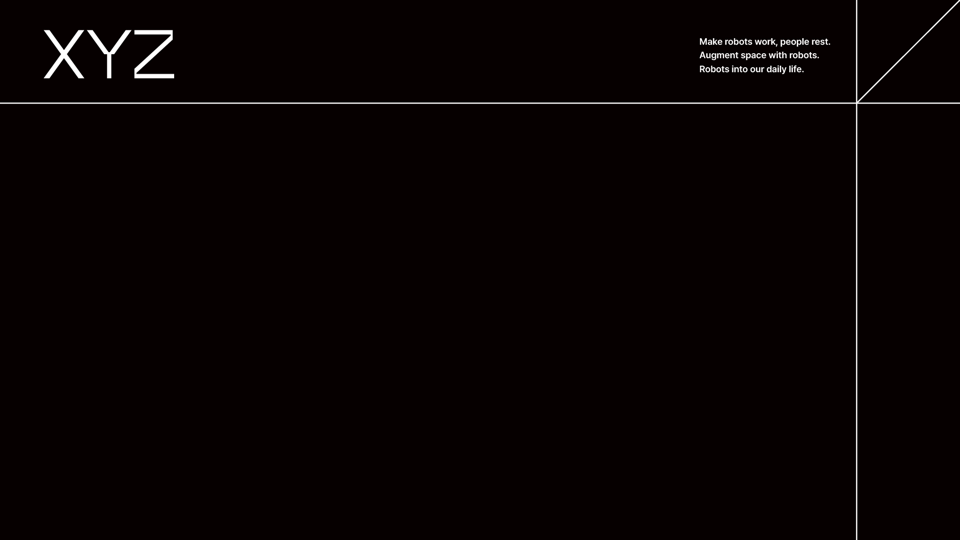 XYZ
Make robots work, people rest.
Augment space with robots.
Robots into our daily life.